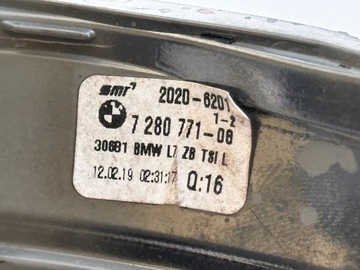 smr 2020-6201
1-2
7 280 771-08
30681 BMW L7 ZB TSI L
12.02.19 02:31:17 Q:16